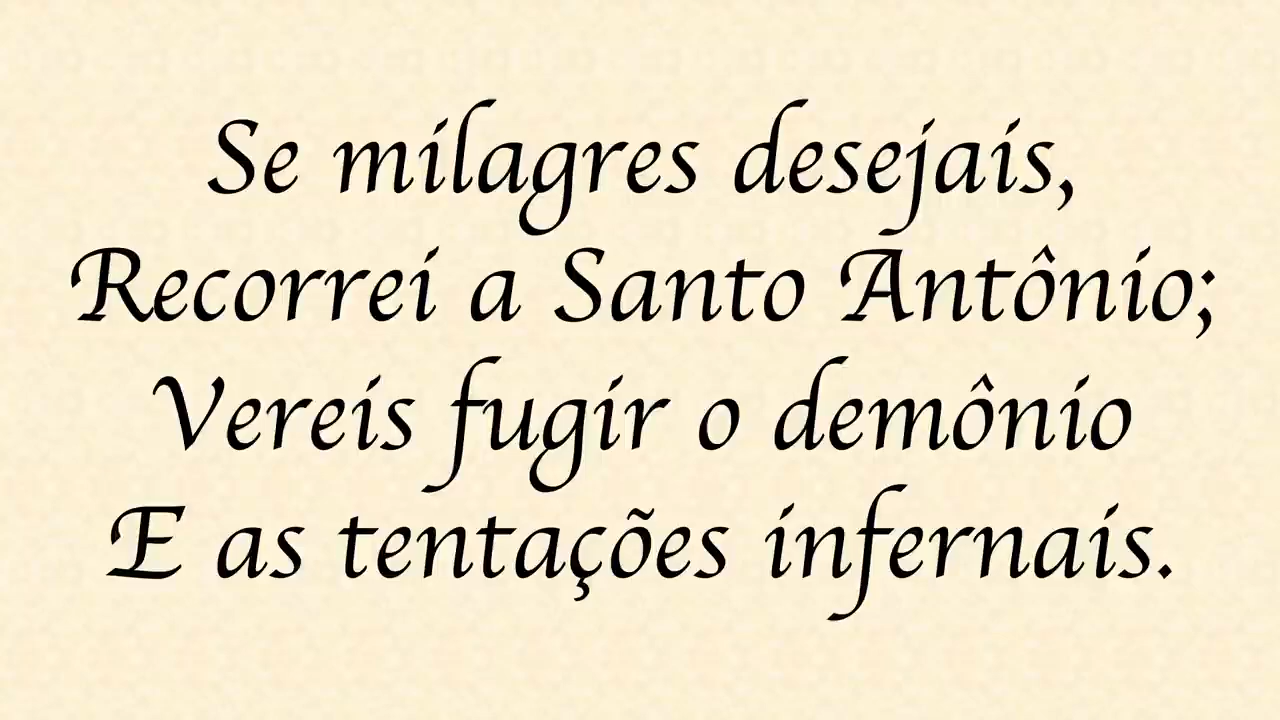 Se milagres desejais,
Recorrei a Santo Antônio;
Vereis fugir o demônio
E as tentações infernais.